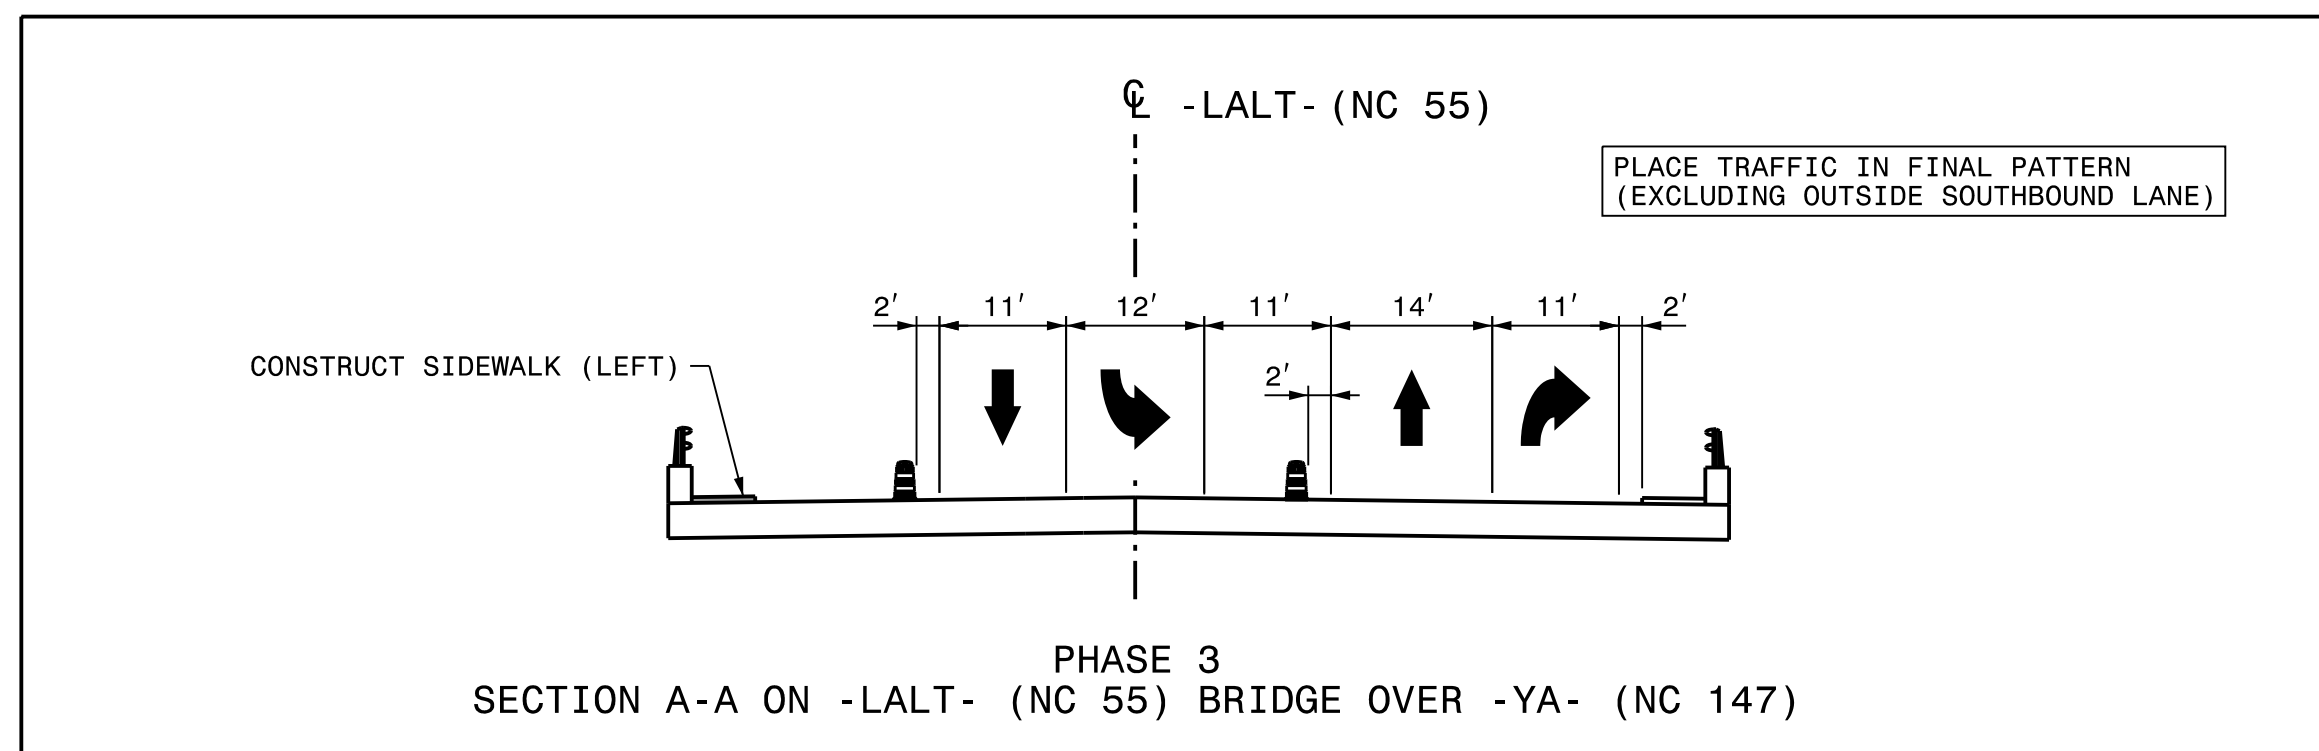 ℄ -LALT- (NC 55)
PLACE TRAFFIC IN FINAL PATTERN
(EXCLUDING OUTSIDE SOUTHBOUND LANE)
2' 11' 12' 11' 14' 11' 2'
CONSTRUCT SIDEWALK (LEFT)
2'
PHASE 3
SECTION A-A ON -LALT- (NC 55) BRIDGE OVER -YA- (NC 147)